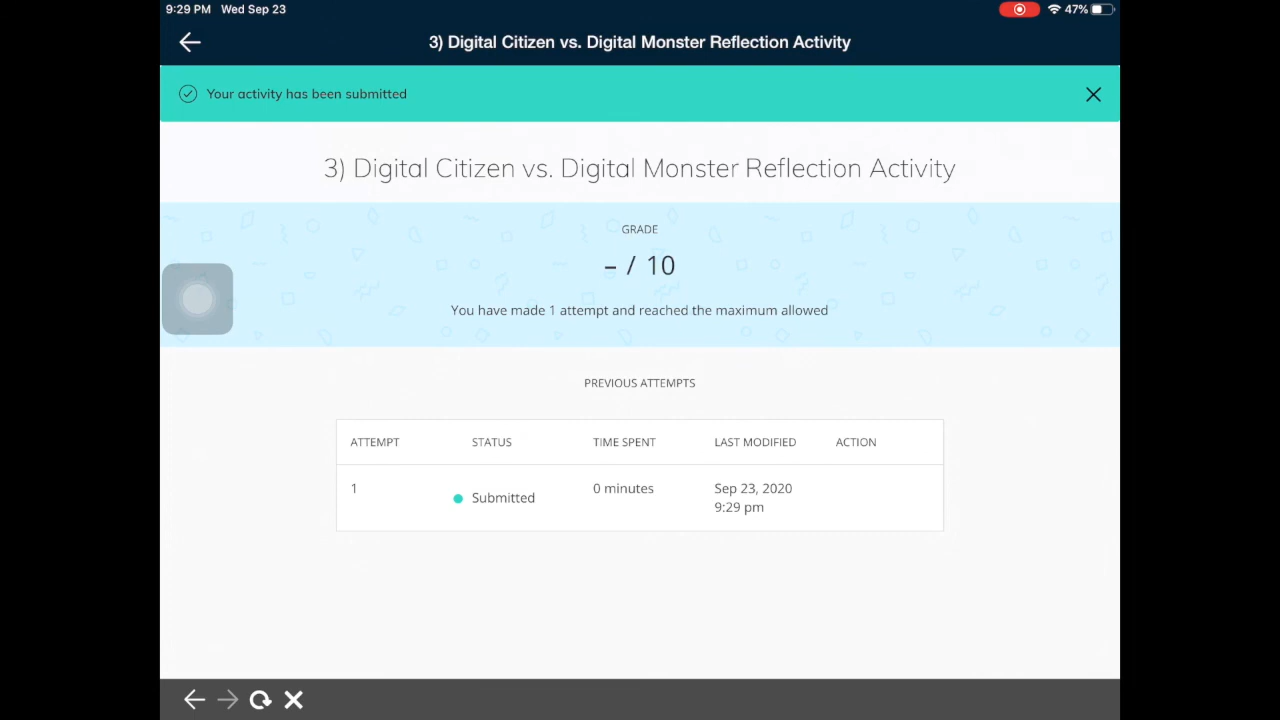 9:29 PM Wed Sep 23
47%
3) Digital Citizen vs. Digital Monster Reflection Activity
Your activity has been submitted
3) Digital Citizen vs. Digital Monster Reflection Activity
GRADE
– / 10
You have made 1 attempt and reached the maximum allowed
PREVIOUS ATTEMPTS
ATTEMPT STATUS TIME SPENT LAST MODIFIED ACTION
1 Submitted 0 minutes Sep 23, 2020
9:29 pm